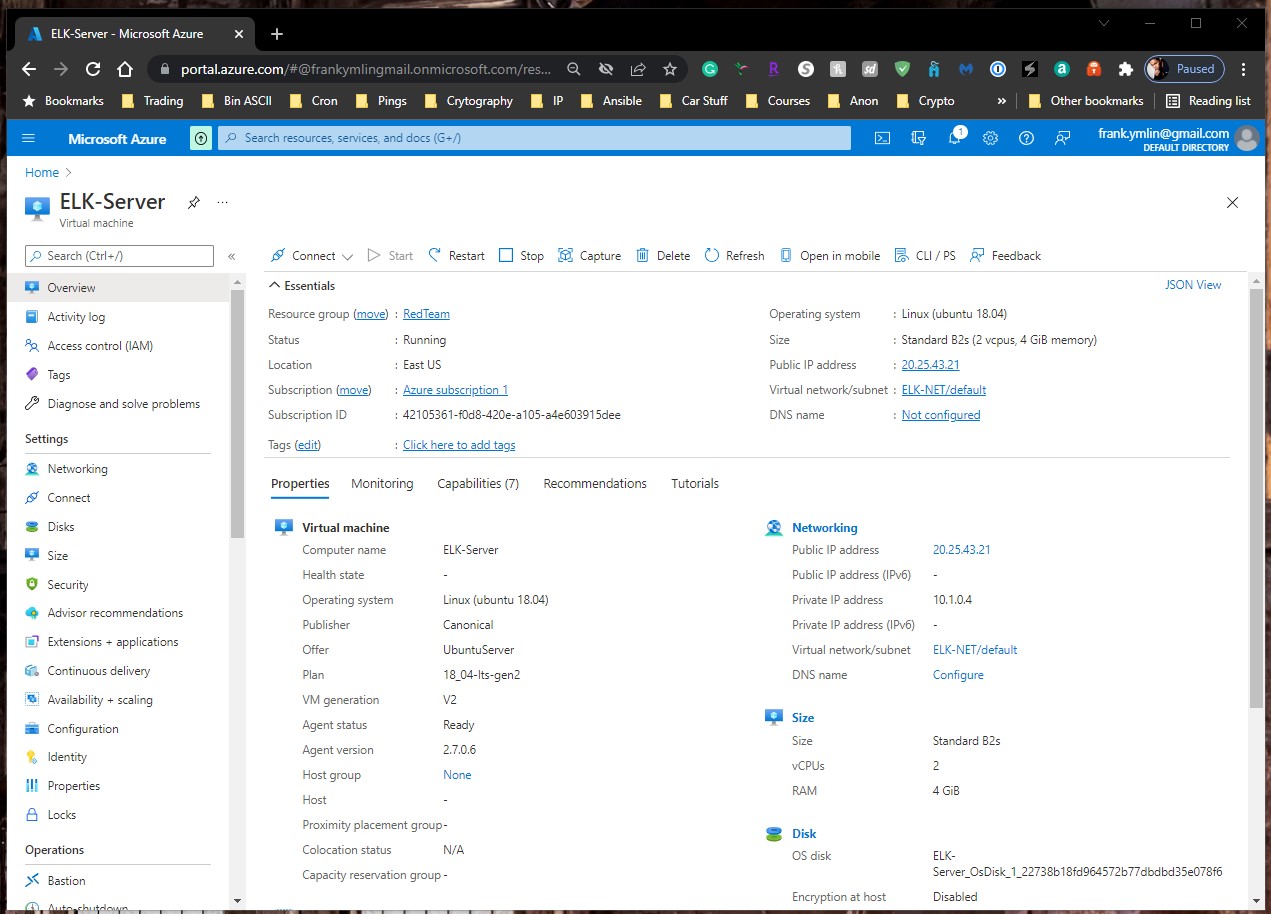 ELK-Server - Microsoft Azure
portal.azure.com/#@frankymlingmail.onmicrosoft.com/res...
Paused
Bookmarks Trading Bin ASCII Cron Pings Crytography IP Ansible Car Stuff Courses Anon Crypto » Other bookmarks Reading list
Microsoft Azure
Search resources, services, and docs (G+/)
1
frank.ymlin@gmail.com
DEFAULT DIRECTORY
Home >
ELK-Server
...
Virtual machine
Search (Ctrl+/)
«
Connect Start Restart Stop Capture Delete Refresh Open in mobile CLI / PS Feedback
Overview
Activity log
Access control (IAM)
Tags
Diagnose and solve problems
Settings
Networking
Connect
Disks
Size
Security
Advisor recommendations
Extensions + applications
Continuous delivery
Availability + scaling
Configuration
Identity
Properties
Locks
Operations
Bastion
Auto-shutdown
Essentials
JSON View
Resource group (move) : RedTeam
Status : Running
Location : East US
Subscription (move) : Azure subscription 1
Subscription ID : 42105361-f0d8-420e-a105-a4e603915dee
Tags (edit) : Click here to add tags
Operating system : Linux (ubuntu 18.04)
Size : Standard B2s (2 vcpus, 4 GiB memory)
Public IP address : 20.25.43.21
Virtual network/subnet : ELK-NET/default
DNS name : Not configured
Properties Monitoring Capabilities (7) Recommendations Tutorials
Virtual machine
Computer name ELK-Server
Health state -
Operating system Linux (ubuntu 18.04)
Publisher Canonical
Offer UbuntuServer
Plan 18_04-lts-gen2
VM generation V2
Agent status Ready
Agent version 2.7.0.6
Host group None
Host -
Proximity placement group -
Colocation status N/A
Capacity reservation group -
Networking
Public IP address 20.25.43.21
Public IP address (IPv6) -
Private IP address 10.1.0.4
Private IP address (IPv6) -
Virtual network/subnet ELK-NET/default
DNS name Configure
Size
Size Standard B2s
vCPUs 2
RAM 4 GiB
Disk
OS disk ELK-
Server_OsDisk_1_22738b18fd964572b77dbdbd35e078f6
Encryption at host Disabled